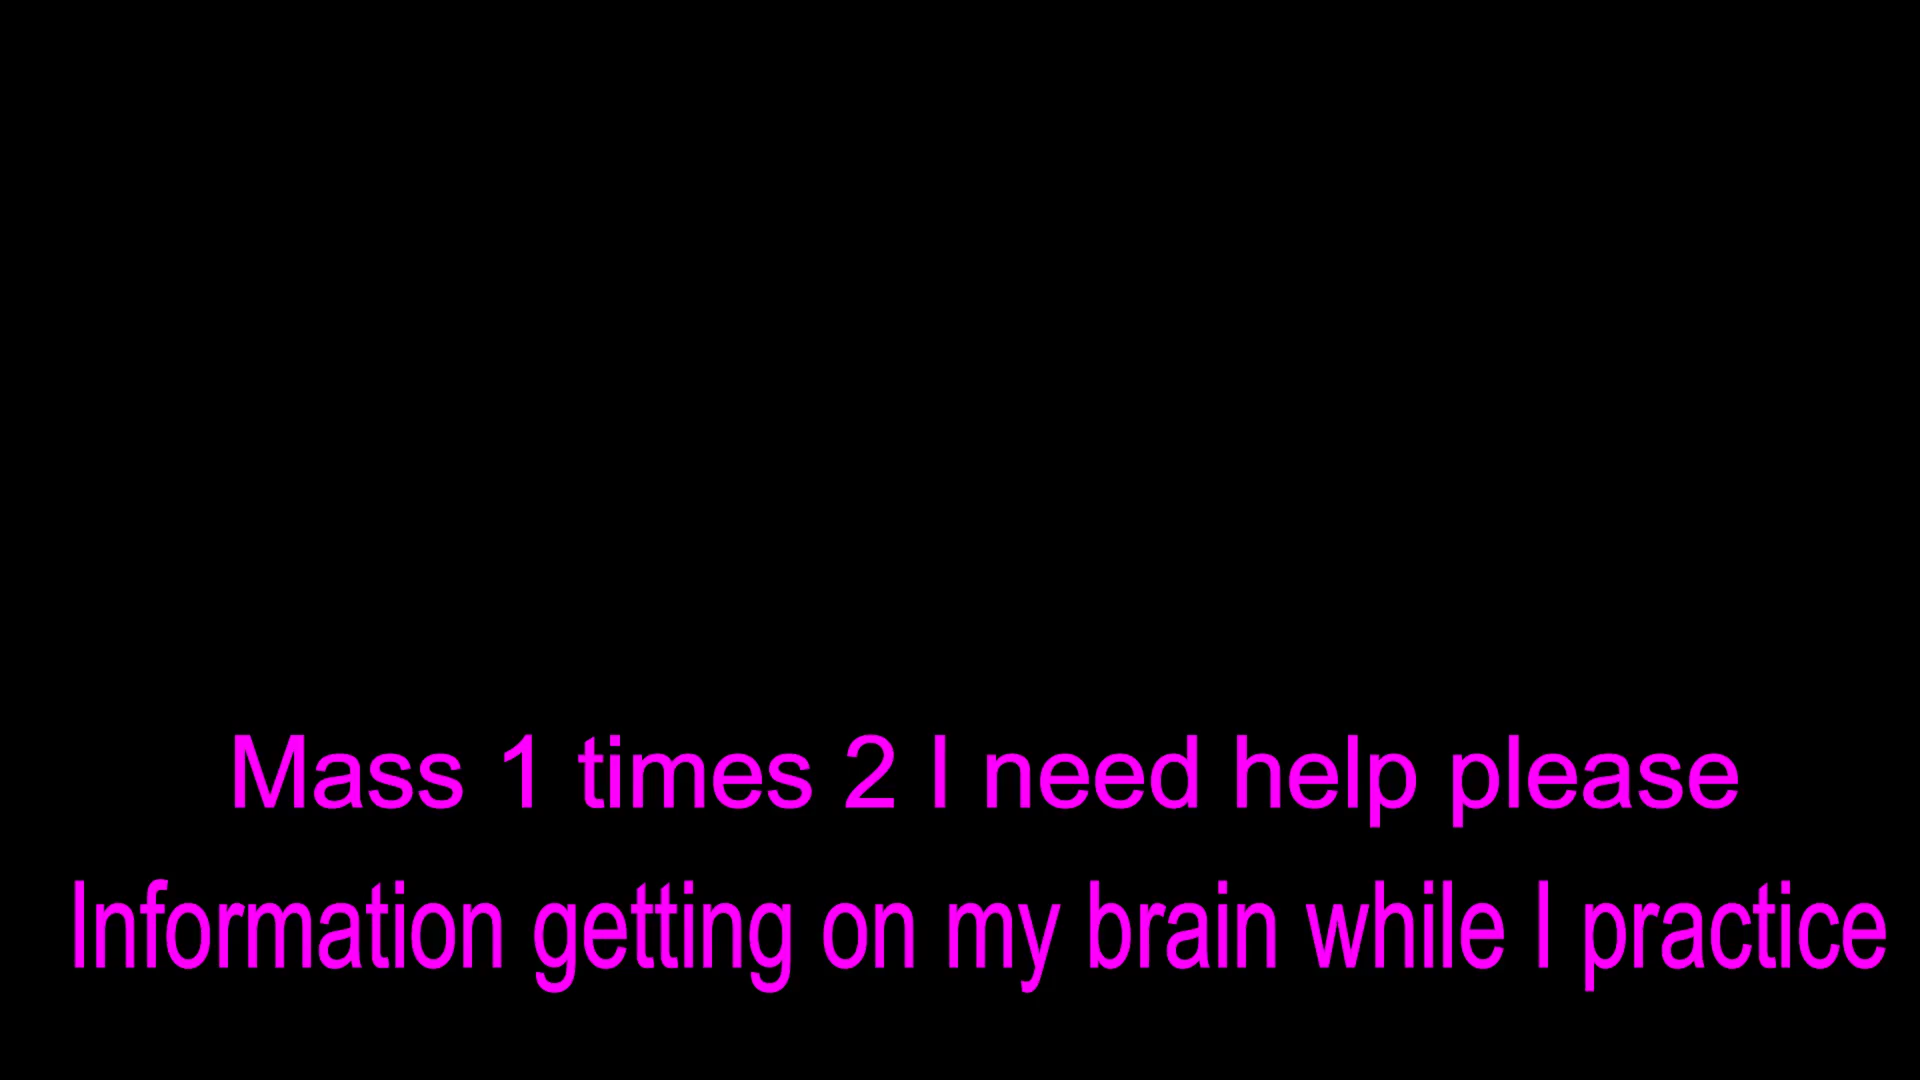 Mass 1 times 2 I need help please
Information getting on my brain while I practice